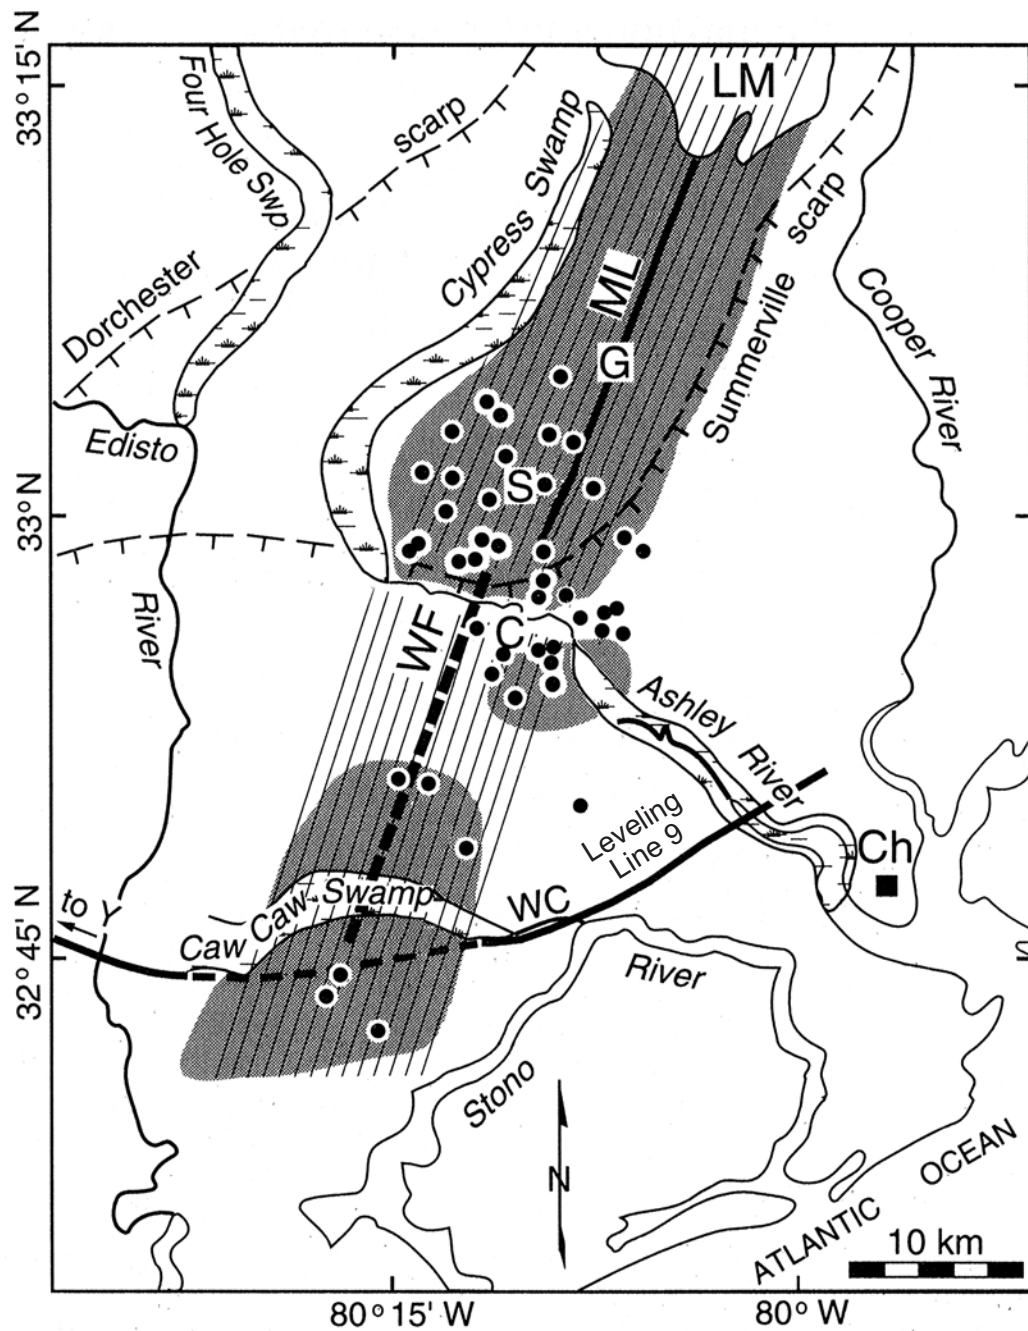 33°15' N
Four Hole Swp
scarp
Cypress Swamp
LM
scarp
Dorchester
ML
Summerville
Cooper
River
G
Edisto
S
33°N
River
WF
C
Ashley
River
Leveling
Line 9
Ch
to Y
Caw Caw Swamp
WC
32°45' N
River
Stono
N
ATLANTIC OCEAN
10 km
80°15' W
80° W